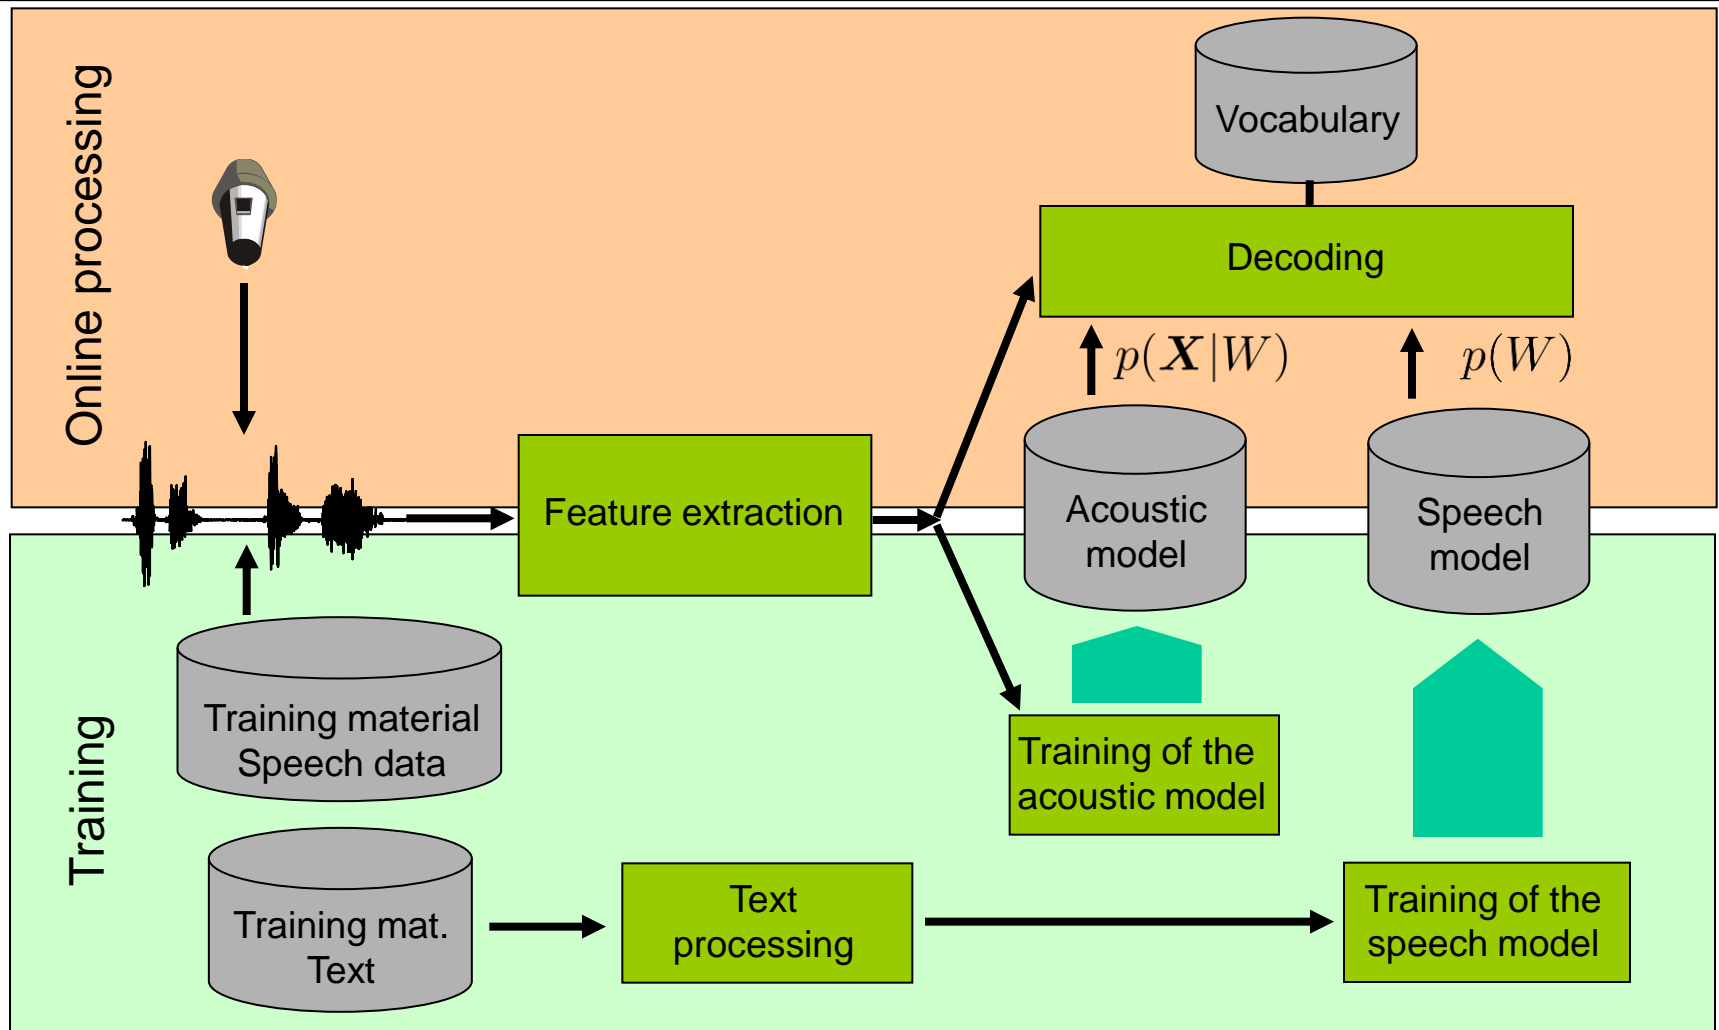 Online processing
Vocabulary
Decoding
p(X|W)
p(W)
Feature extraction
Acoustic
model
Speech
model
Training
Training material
Speech data
Training of the
acoustic model
Training mat.
Text
Text
processing
Training of the
speech model